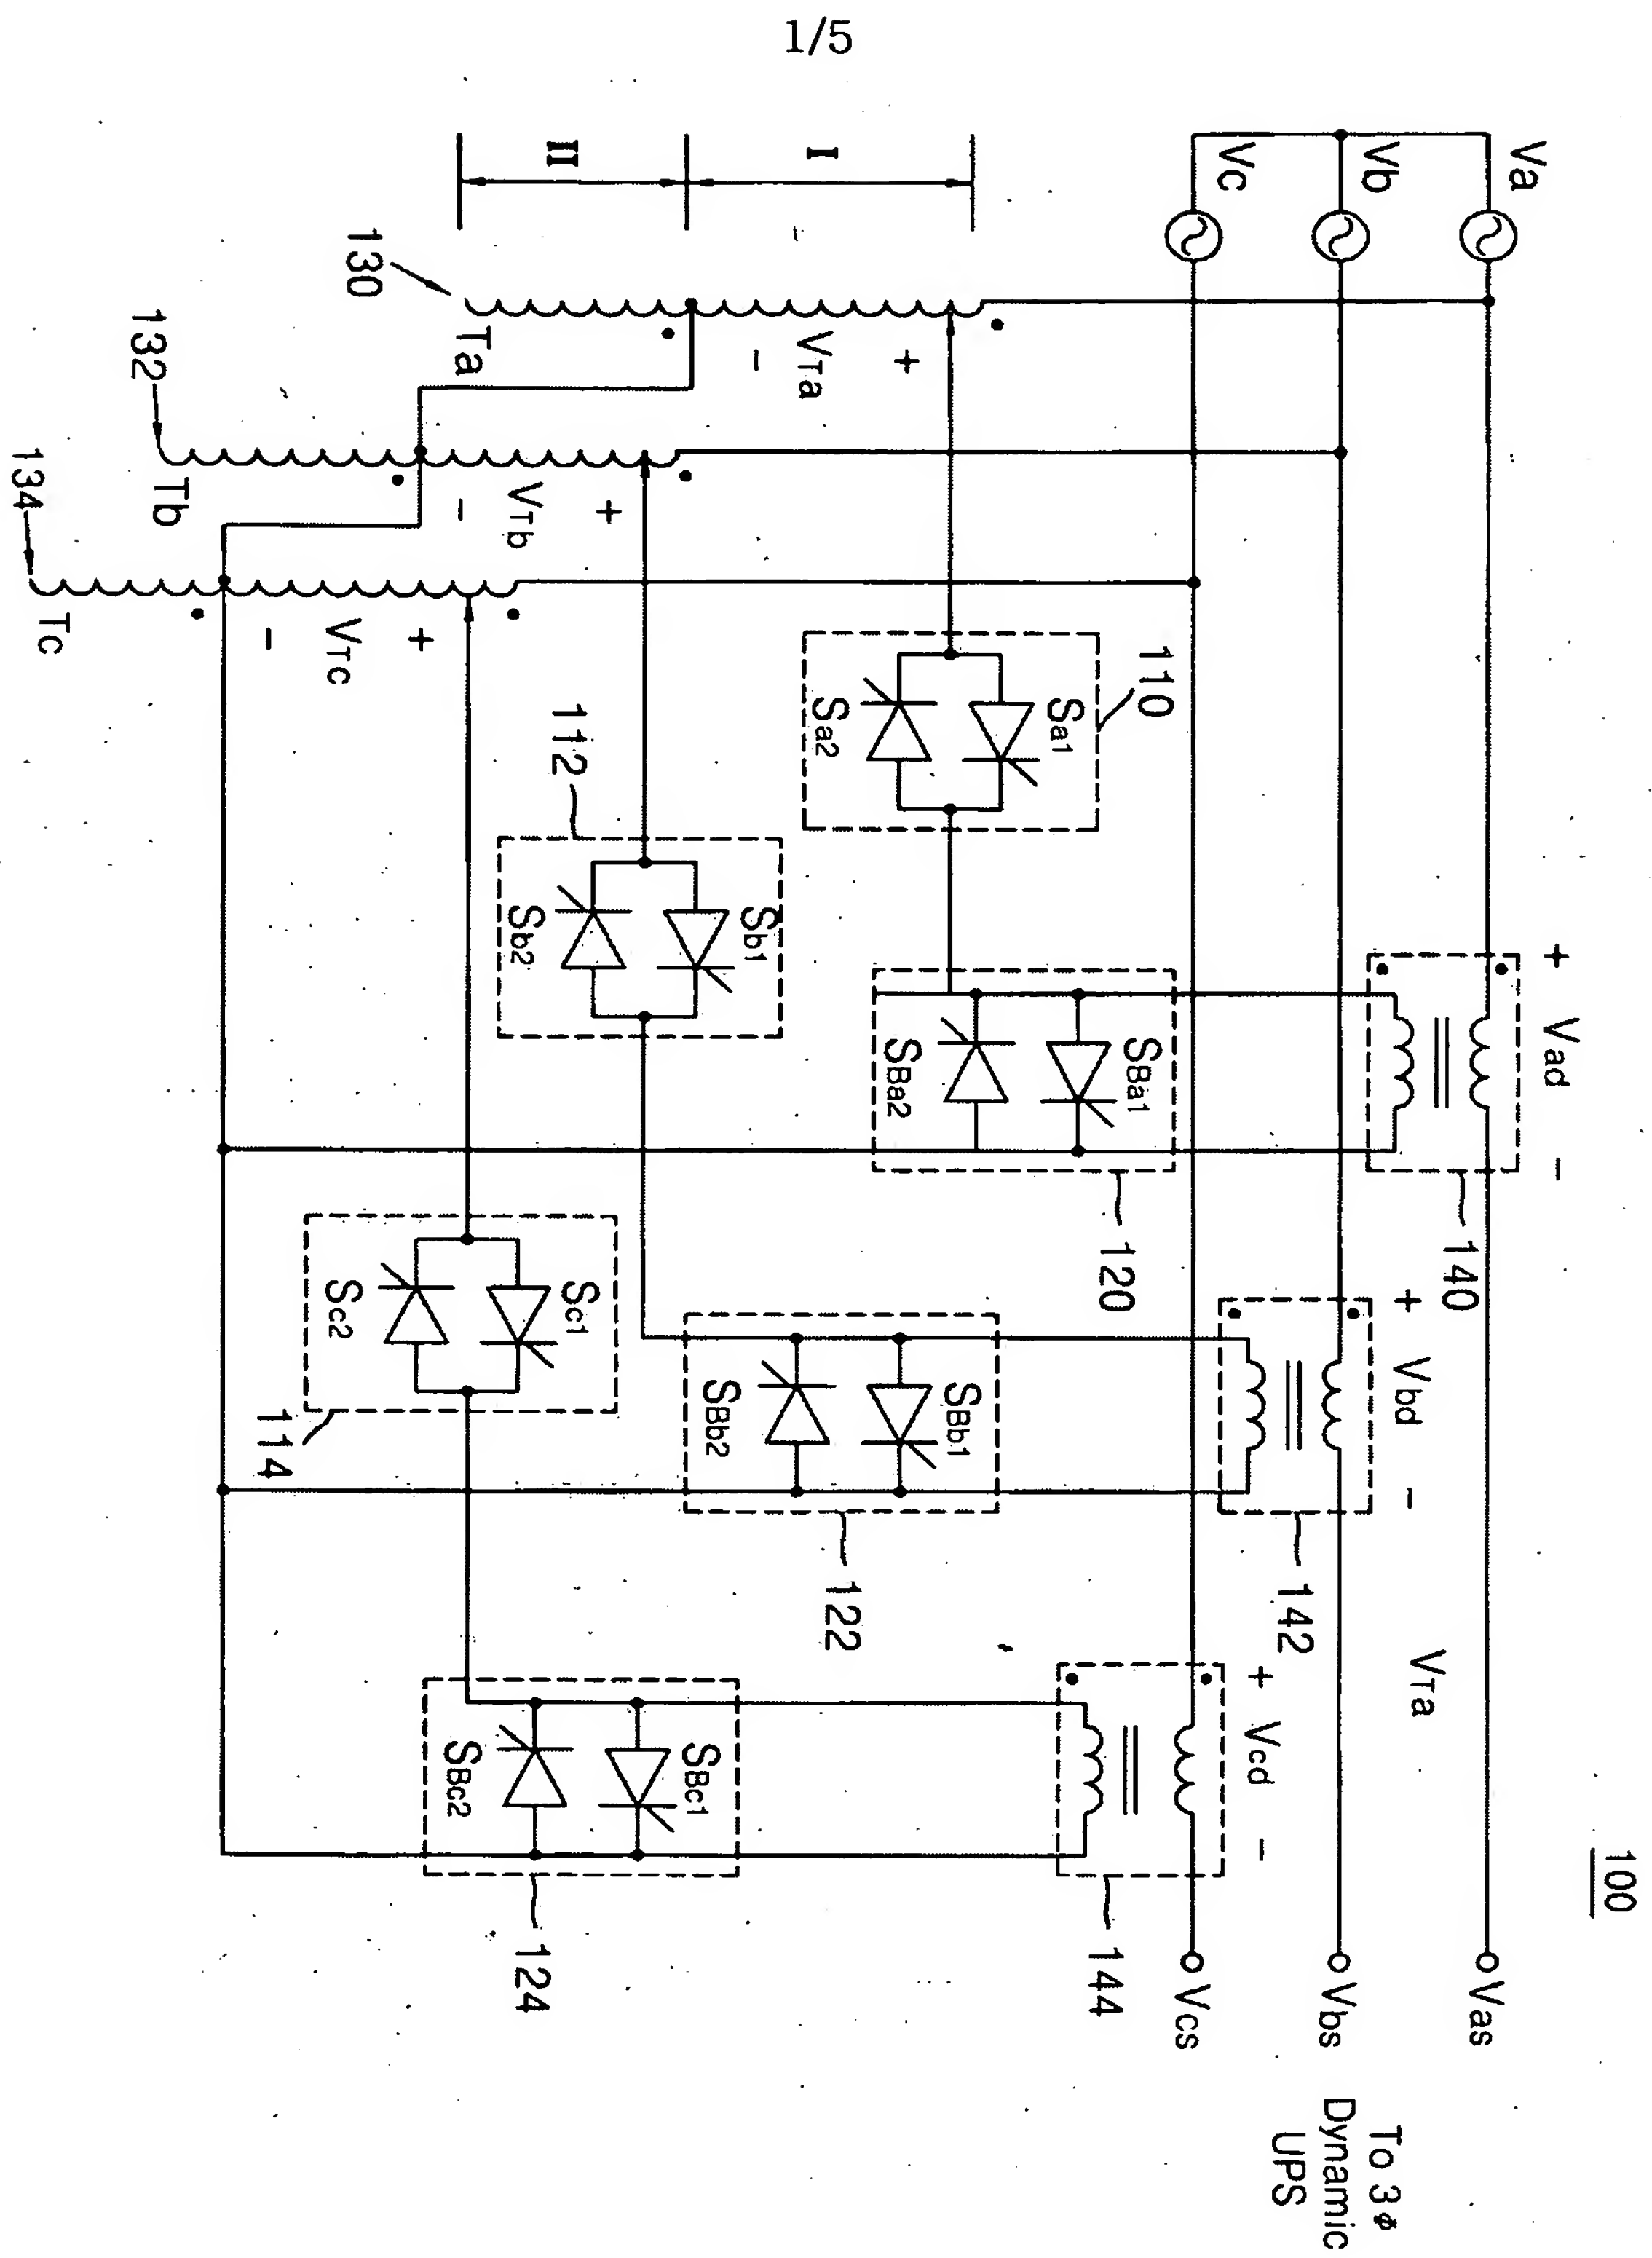 1/5
100
Va
Vb
Vc
I
II
130
132
134
Ta
Tb
Tc
+
VTa
-
+
VTb
-
+
VTc
-
110
Sa1
Sa2
112
Sb1
Sb2
114
Sc1
Sc2
120
SBa1
SBa2
122
SBb1
SBb2
124
SBc1
SBc2
+ Vad -
140
+ Vbd -
142
+ Vcd -
144
VTa
Vas
Vbs
Vcs
To 3Φ
Dynamic
UPS